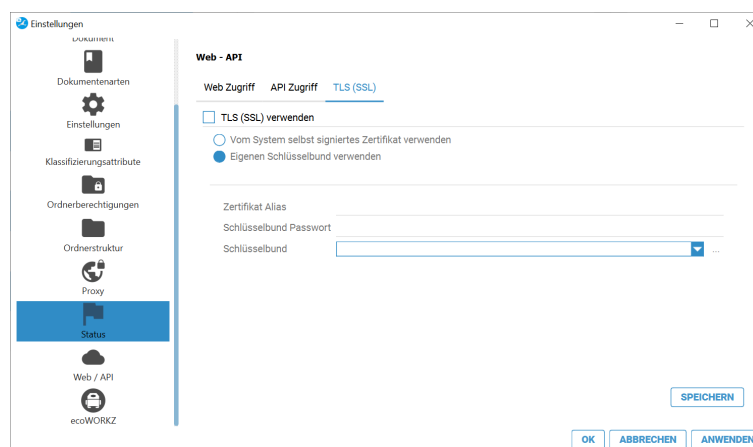 Einstellungen
Dokument
Dokumentenarten
Einstellungen
Klassifizierungsattribute
Ordnerberechtigungen
Ordnerstruktur
Proxy
Status
Web / API
ecoWORKZ
Web - API
Web Zugriff API Zugriff TLS (SSL)
TLS (SSL) verwenden
Vom System selbst signiertes Zertifikat verwenden
Eigenen Schlüsselbund verwenden
Zertifikat Alias
Schlüsselbund Passwort
Schlüsselbund ...
SPEICHERN
OK ABBRECHEN ANWENDEN